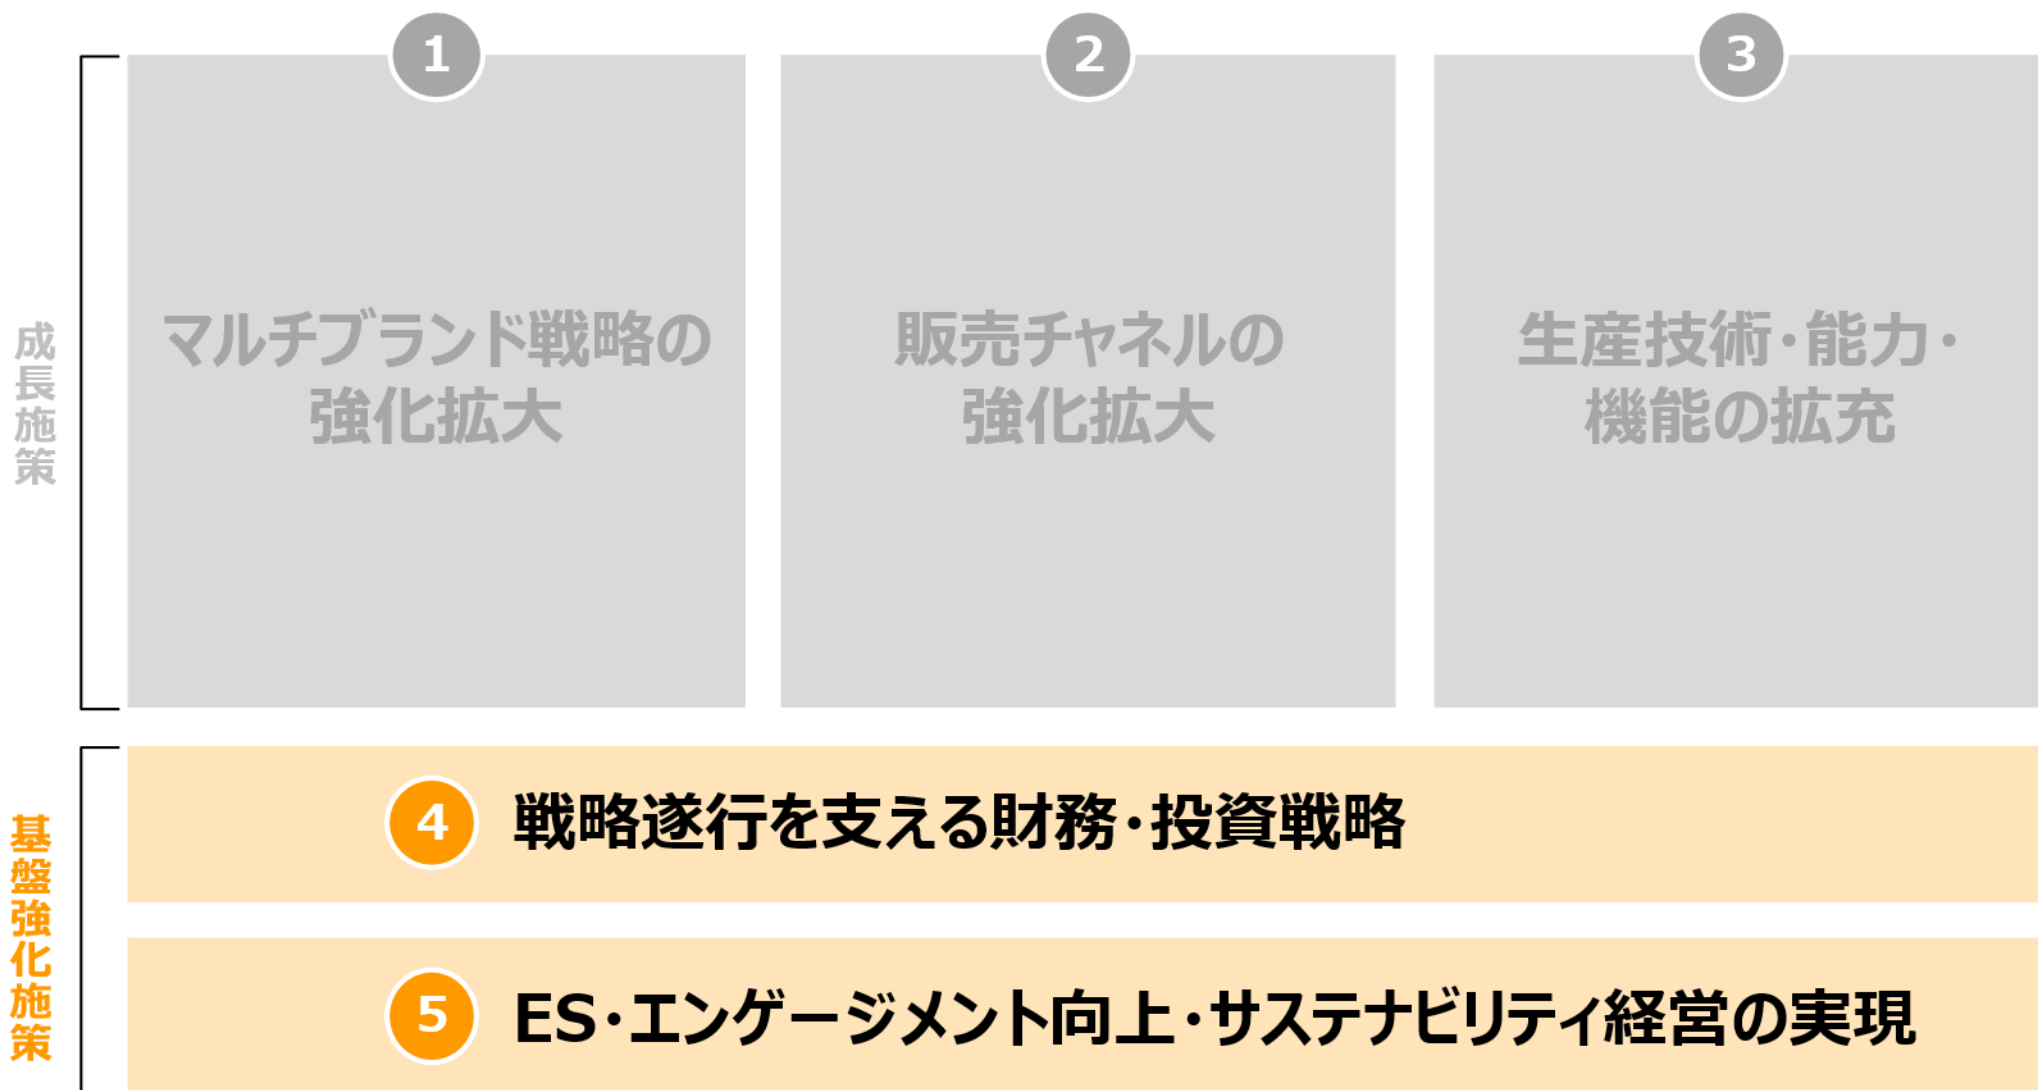 成長施策
1
マルチブランド戦略の
強化拡大
2
販売チャネルの
強化拡大
3
生産技術・能力・
機能の拡充
基盤強化施策
4 戦略遂行を支える財務・投資戦略
5 ES・エンゲージメント向上・サステナビリティ経営の実現